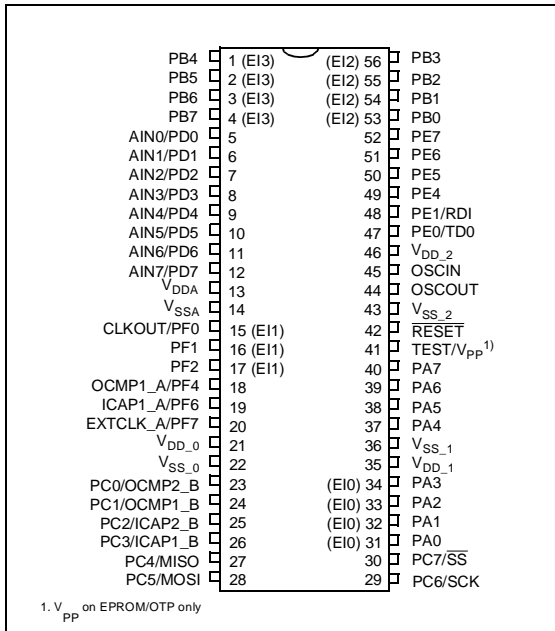 PB4 1 (EI3) (EI2) 56 PB3
PB5 2 (EI3) (EI2) 55 PB2
PB6 3 (EI3) (EI2) 54 PB1
PB7 4 (EI3) (EI2) 53 PB0
AIN0/PD0 5 52 PE7
AIN1/PD1 6 51 PE6
AIN2/PD2 7 50 PE5
AIN3/PD3 8 49 PE4
AIN4/PD4 9 48 PE1/RDI
AIN5/PD5 10 47 PE0/TD0
AIN6/PD6 11 46 VDD_2
AIN7/PD7 12 45 OSCIN
VDDA 13 44 OSCOUT
VSSA 14 43 VSS_2
CLKOUT/PF0 15 (EI1) 42 RESET
PF1 16 (EI1) 41 TEST/VPP1)
PF2 17 (EI1) 40 PA7
OCMP1_A/PF4 18 39 PA6
ICAP1_A/PF6 19 38 PA5
EXTCLK_A/PF7 20 37 PA4
VDD_0 21 36 VSS_1
VSS_0 22 35 VDD_1
PC0/OCMP2_B 23 (EI0) 34 PA3
PC1/OCMP1_B 24 (EI0) 33 PA2
PC2/ICAP2_B 25 (EI0) 32 PA1
PC3/ICAP1_B 26 (EI0) 31 PA0
PC4/MISO 27 30 PC7/SS
PC5/MOSI 28 29 PC6/SCK
1. VPP on EPROM/OTP only